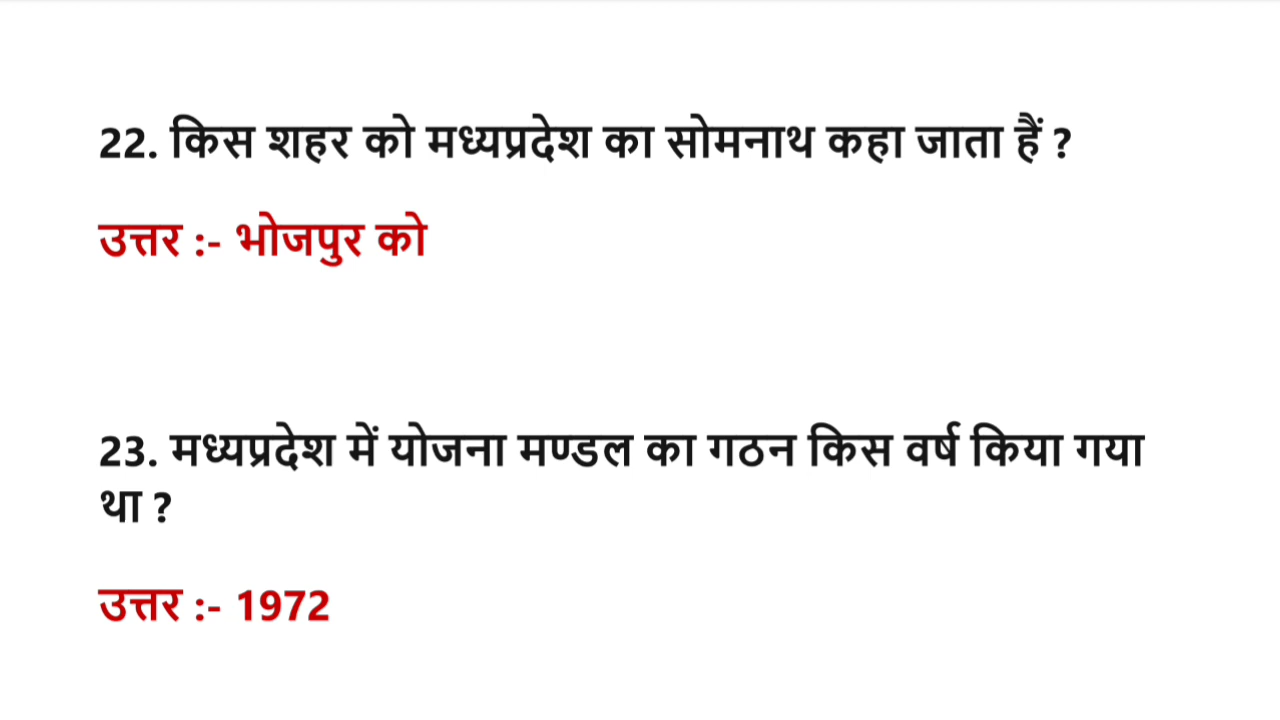 22. किस शहर को मध्यप्रदेश का सोमनाथ कहा जाता हैं ?
उत्तर :- भोजपुर को
23. मध्यप्रदेश में योजना मण्डल का गठन किस वर्ष किया गया
था ?
उत्तर :- 1972